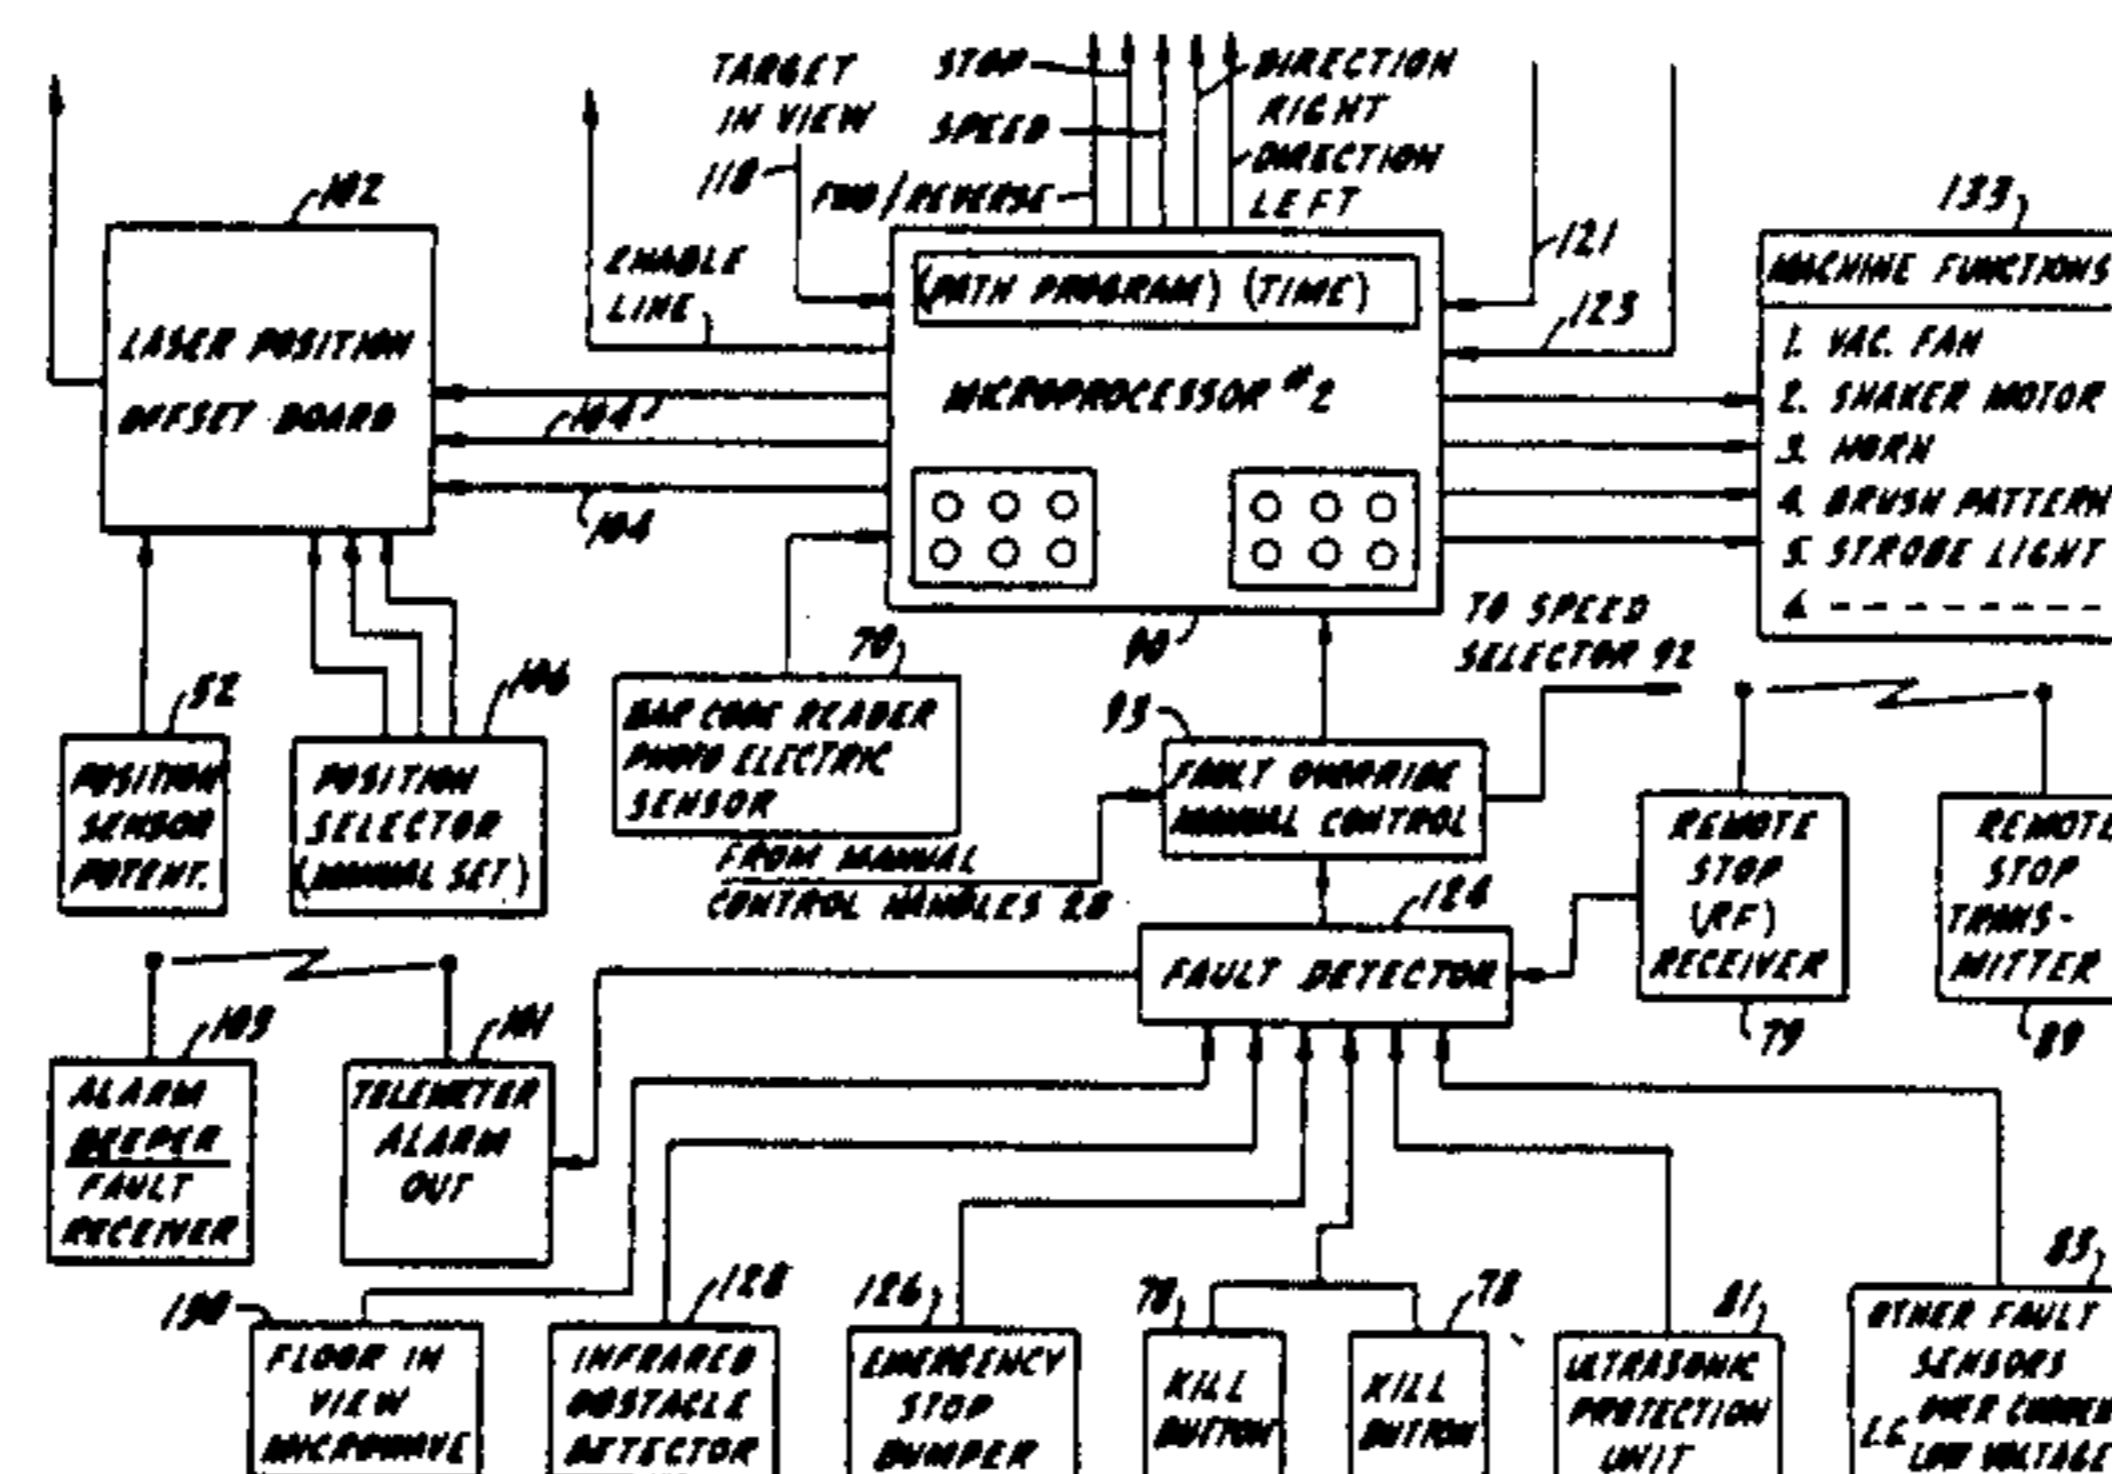 TARGET
IN VIEW
118
STOP
SPEED
FWD/REVERSE
DIRECTION
RIGHT
DIRECTION
LEFT
102
LASER POSITION
OFFSET BOARD
ENABLE
LINE
104
104
(PATH PROGRAM) (TIME)
MICROPROCESSOR #2
90
121
123
133
MACHINE FUNCTIONS
1. VAC. FAN
2. SHAKER MOTOR
3. HORN
4. BRUSH PATTERN
5. STROBE LIGHT
6. - - - - - - - -
TO SPEED
SELECTOR 92
52
POSITION
SENSOR
POTENT.
106
POSITION
SELECTOR
(MANUAL SET)
70
BAR CODE READER
PHOTO ELECTRIC
SENSOR
93
FAULT OVERRIDE
MANUAL CONTROL
FROM MANUAL
CONTROL HANDLES 28
124
FAULT DETECTOR
REMOTE
STOP
(RF)
RECEIVER
79
REMOTE
STOP
TRANS-
MITTER
89
103
ALARM
BEEPER
FAULT
RECEIVER
101
TELEMETER
ALARM
OUT
130
FLOOR IN
VIEW
MICROWAVE
128
INFRARED
OBSTACLE
DETECTOR
126
EMERGENCY
STOP
BUMPER
78
KILL
BUTTON
78
KILL
BUTTON
81
ULTRASONIC
PROTECTION
UNIT
83
OTHER FAULT
SENSORS
OVER CURREN
LOW VOLTAGE